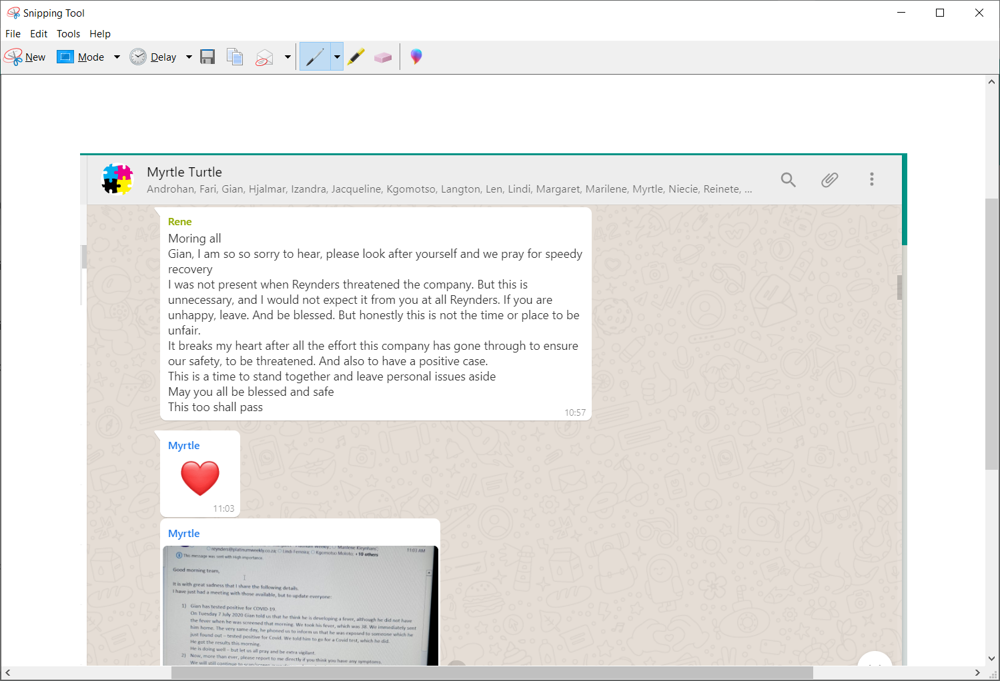 Snipping Tool
File Edit Tools Help
New Mode Delay
Myrtle Turtle
Androhan, Fari, Gian, Hjalmar, Izandra, Jacqueline, Kgomotso, Langton, Len, Lindi, Margaret, Marilene, Myrtle, Niecie, Reinete, ...
Rene
Moring all
Gian, I am so so sorry to hear, please look after yourself and we pray for speedy
recovery
I was not present when Reynders threatened the company. But this is
unnecessary, and I would not expect it from you at all Reynders. If you are
unhappy, leave. And be blessed. But honestly this is not the time or place to be
unfair.
It breaks my heart after all the effort this company has gone through to ensure
our safety, to be threatened. And also to have a positive case.
This is a time to stand together and leave personal issues aside
May you all be blessed and safe
This too shall pass
10:57
Myrtle
11:03
Myrtle
reynders@platinumweekly.co.za; Lindi Ferreira; Kgomotso Moloto; +10 others
11:03 AM
This message was sent with High importance.
Good morning team,
It is with great sadness that I share the following details.
I have just had a meeting with those available, but to update everyone:
1) Gian has tested positive for COVID-19.
On Tuesday 7 July 2020 Gian told us that he think he is developing a fever, although he did not have
the fever when he was screened that morning. We took his fever, which was 38. We immediately sent
him home. The very same day, he phoned us to inform us that he was exposed to someone which he
just found out – tested positive for Covid. We told him to go for a Covid test, which he did.
He got the results this morning.
He is doing well – but let us all pray and be extra vigilant.
2) Now, more than ever, please report to me directly if you think you have any symptoms.
We will still continue to